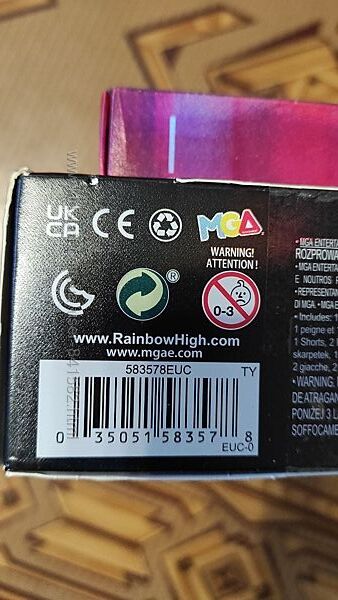 UK
CA
CE
MGA
WARNING!
ATTENTION!
®
0-3
www.RainbowHigh.com
www.mgae.com
583578EUC TY
0 35051 58357 8
EUC-0
• MGA ENTERTA
ROZPROWA
• MGA ENTERTA
E NOUTROS P
• REPRESENTAN
DI MGA. • MGA E
• Includes: 1
1 peigne et
1 Shorts, 2
skarpetek,
2 giacche, 2
• WARNING:
DE ATRAGAN
PONIŻEJ 3 L
SOFFOCAME